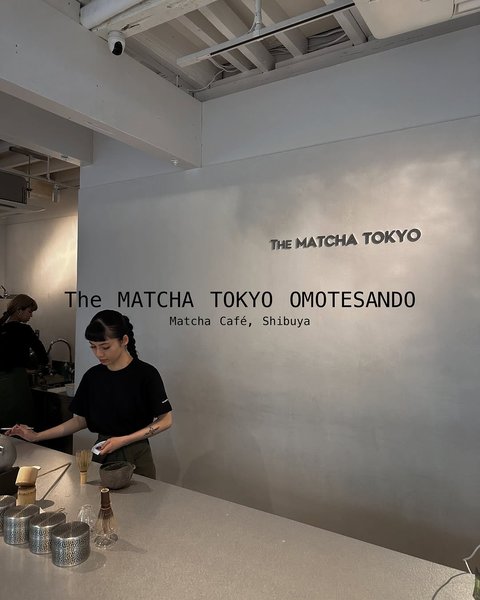 THE MATCHA TOKYO
The MATCHA TOKYO OMOTESANDO
Matcha Café, Shibuya